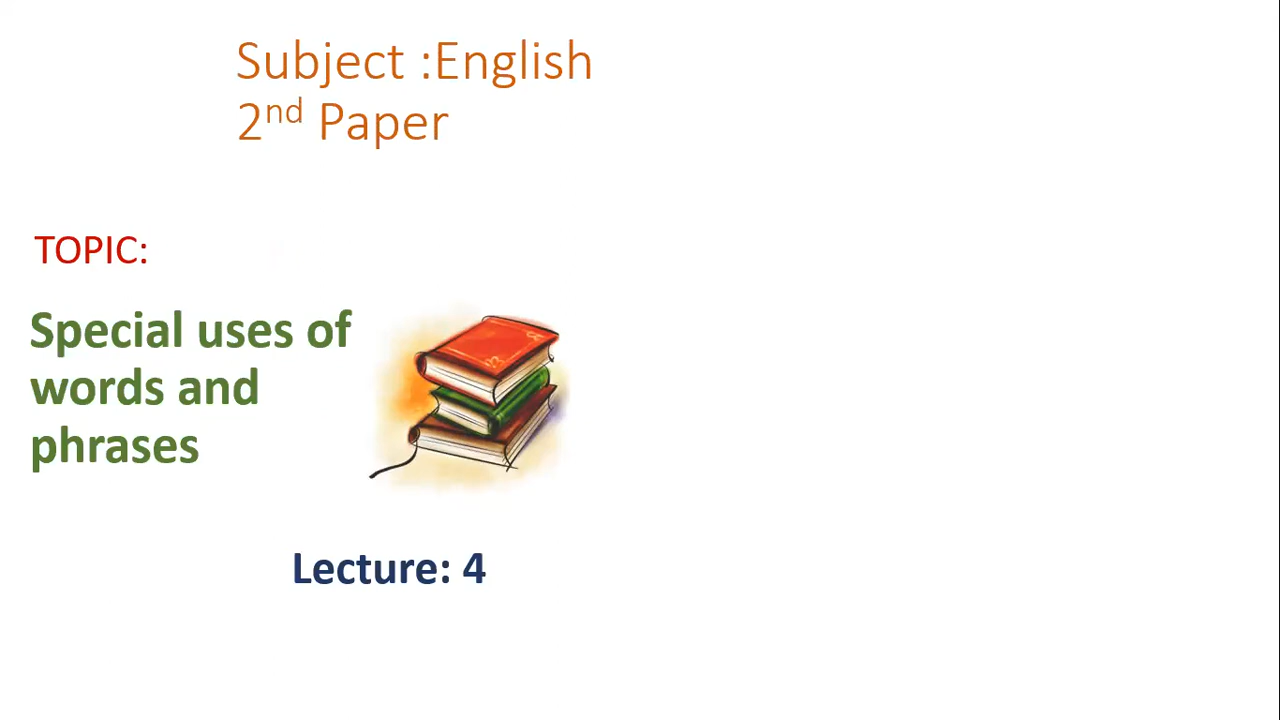 Subject :English
2nd Paper
TOPIC:
Special uses of
words and
phrases
Lecture: 4